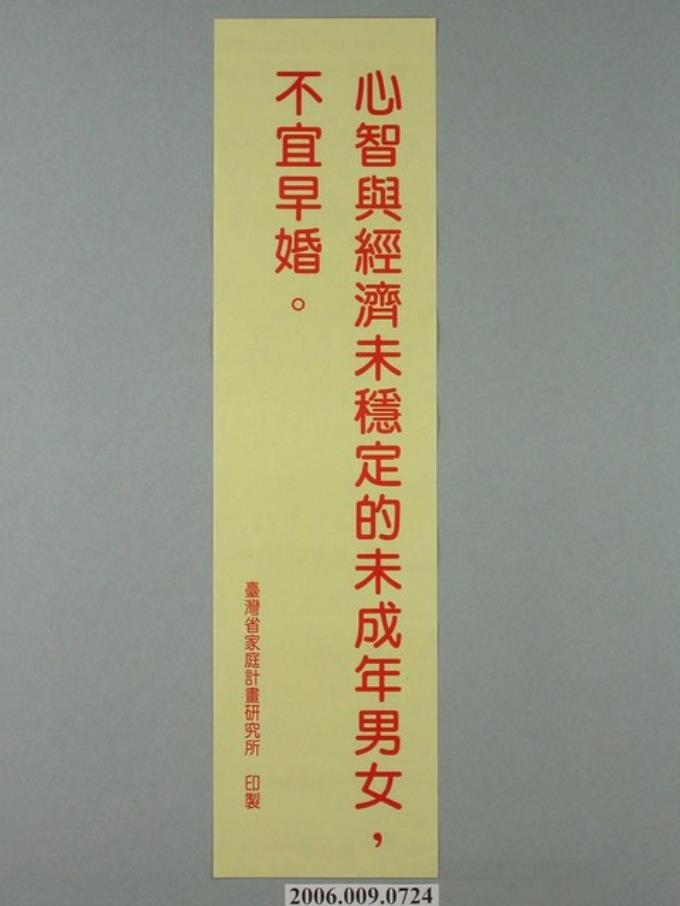 心智與經濟未穩定的未成年男女，
不宜早婚。
臺灣省家庭計畫研究所 印製
2006.009.0724